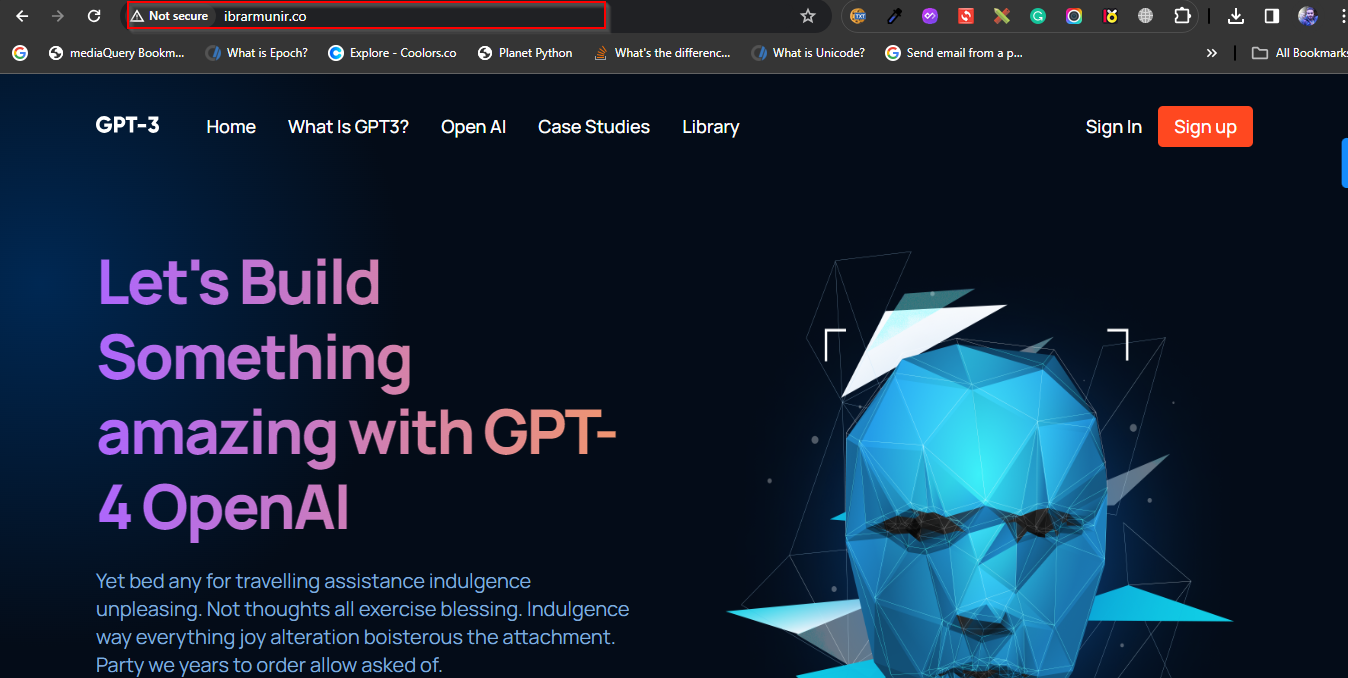 Not secure ibrarmunir.co
mediaQuery Bookm... What is Epoch? Explore - Coolors.co Planet Python What's the differenc... What is Unicode? Send email from a p... » All Bookmarks
GPT-3 Home What Is GPT3? Open AI Case Studies Library Sign In Sign up
Let's Build
Something
amazing with GPT-
4 OpenAI
Yet bed any for travelling assistance indulgence
unpleasing. Not thoughts all exercise blessing. Indulgence
way everything joy alteration boisterous the attachment.
Party we years to order allow asked of.